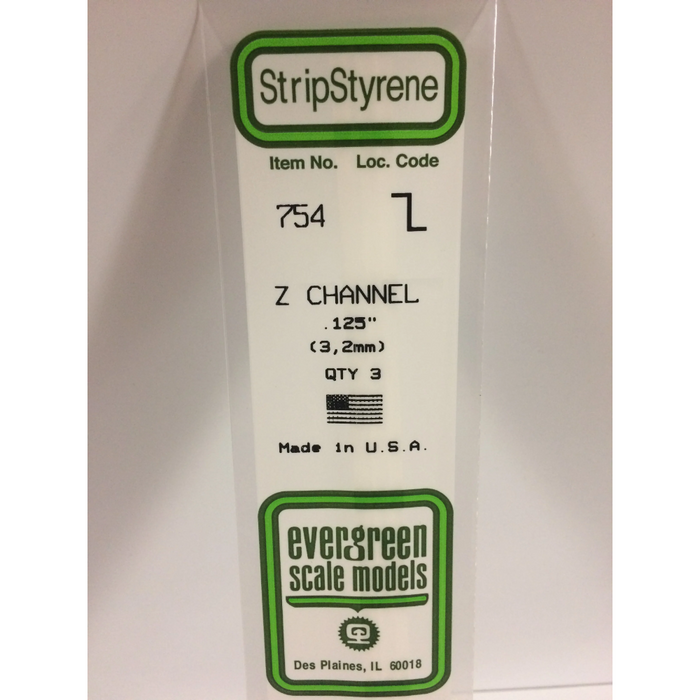 StripStyrene
Item No. Loc. Code
754
Z CHANNEL
.125"
(3,2mm)
QTY 3
Made in U.S.A.
evergreen
scale models
Des Plaines, IL 60018